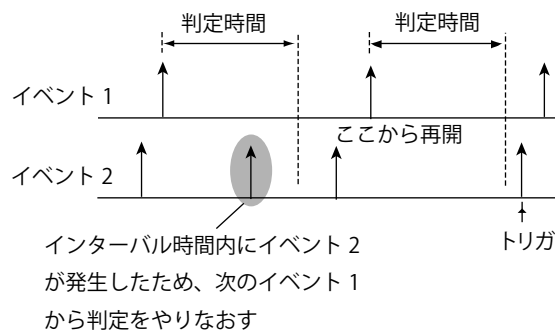 判定時間
判定時間
イベント 1
ここから再開
イベント 2
トリガ
インターバル時間内にイベント 2
が発生したため、次のイベント 1
から判定をやりなおす